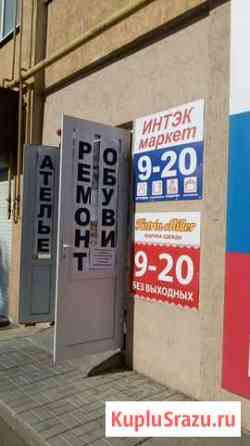 АТЕЛЬЕ
РЕМОНТ
ОБУВИ
ИНТЭК
маркет
9-20
9-20
БЕЗ ВЫХОДНЫХ
KupluSrazu.ru